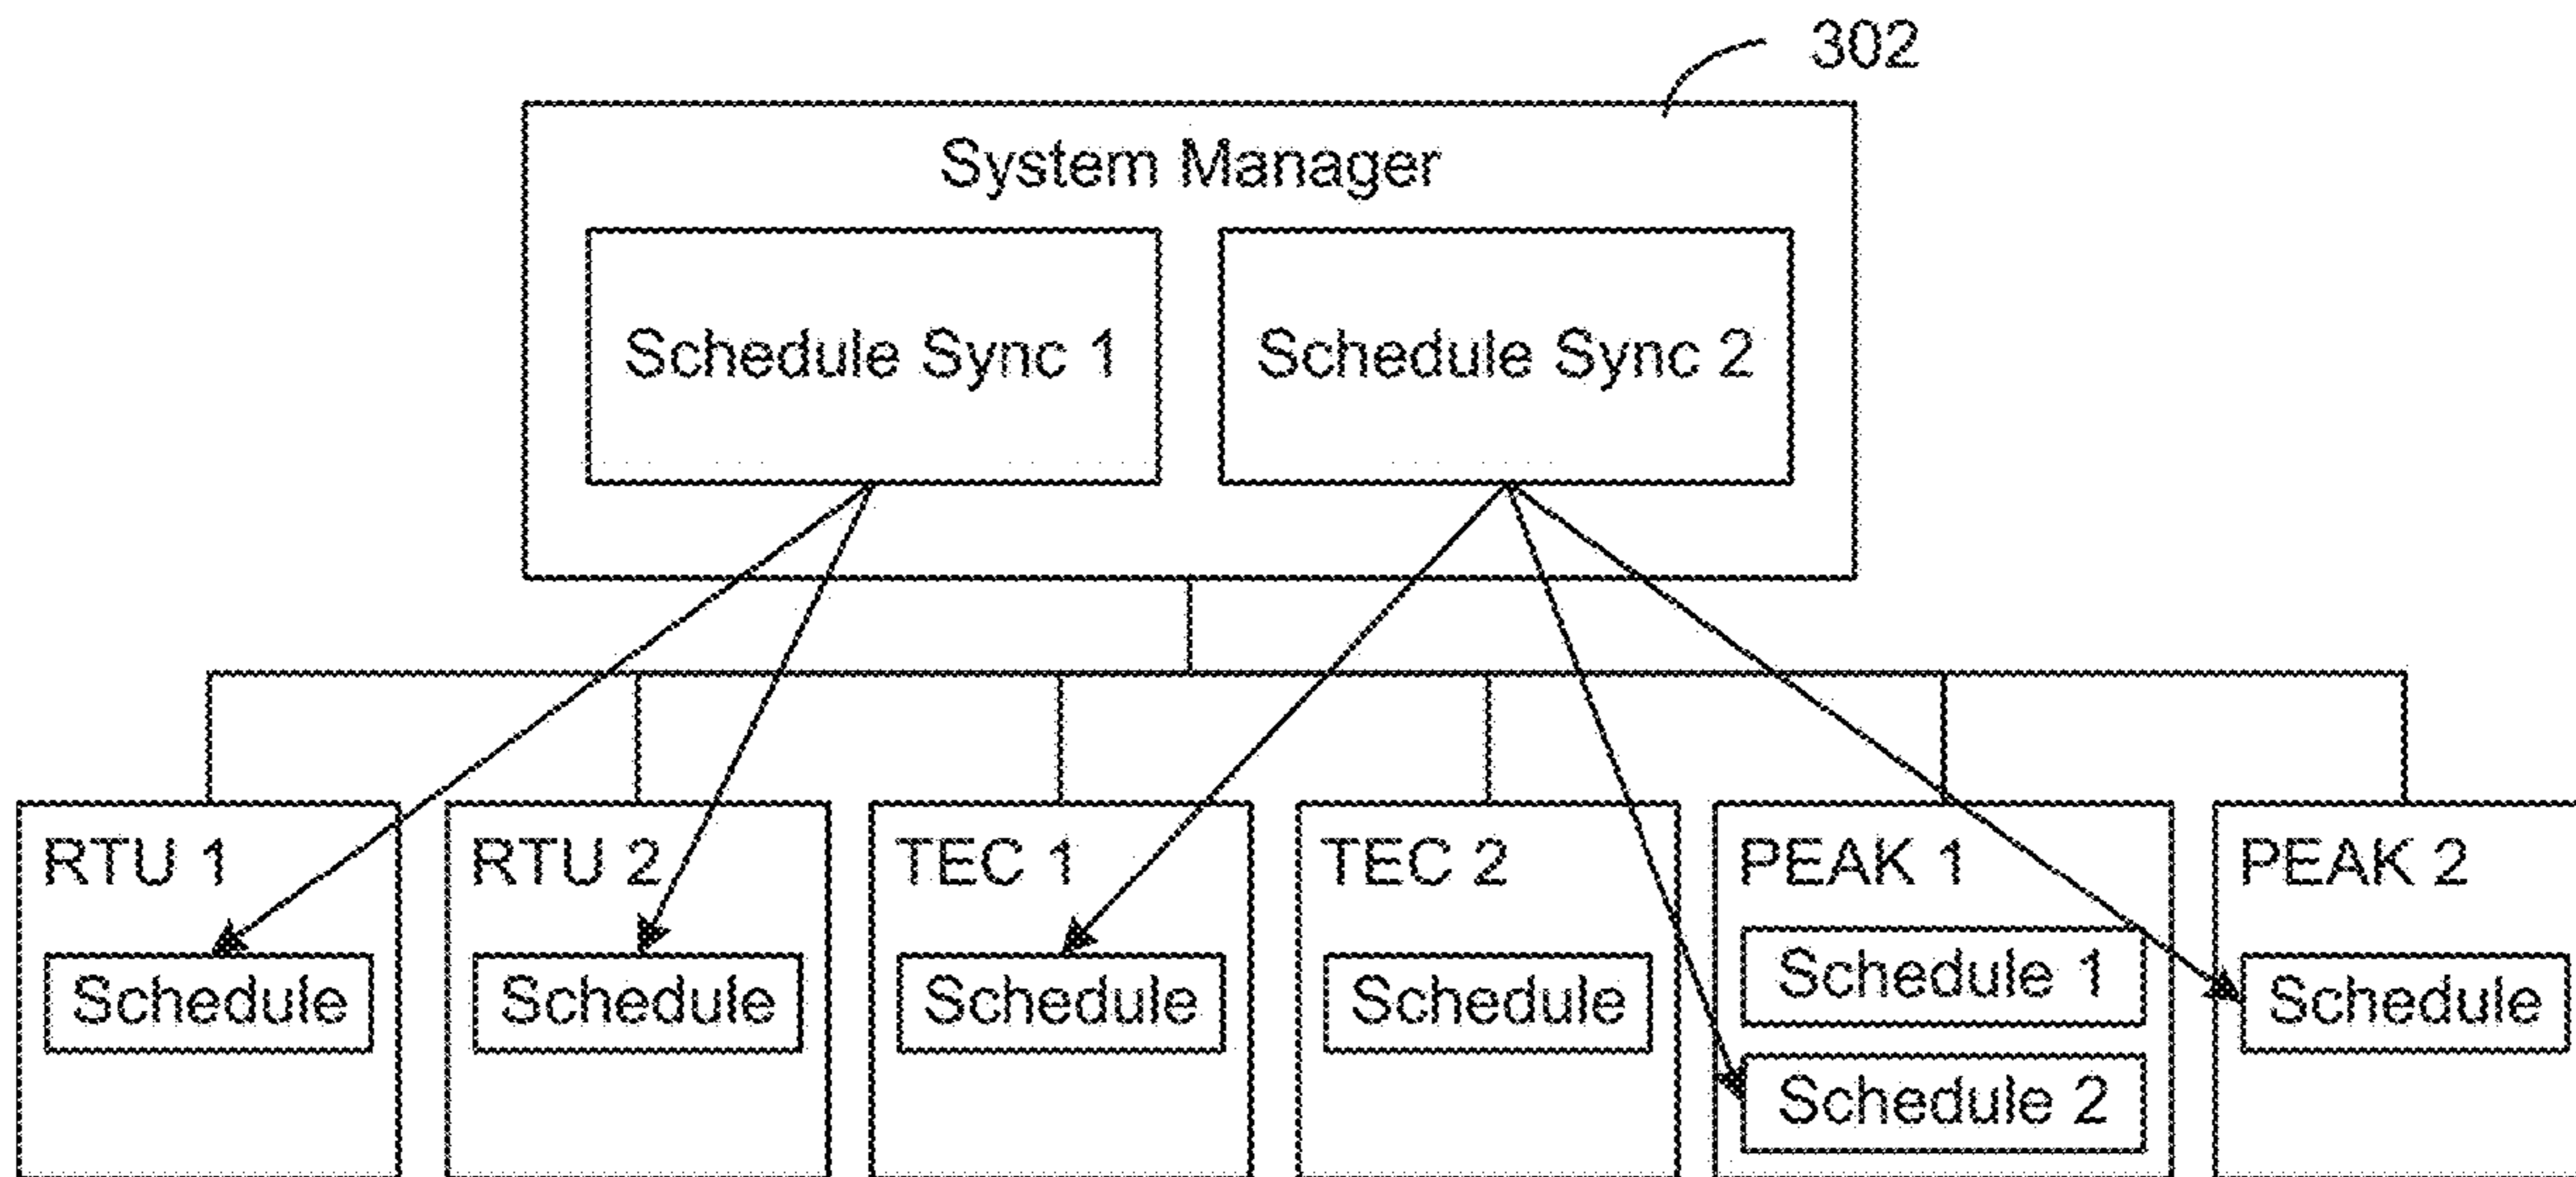 302
System Manager
Schedule Sync 1
Schedule Sync 2
RTU 1
Schedule
RTU 2
Schedule
TEC 1
Schedule
TEC 2
Schedule
PEAK 1
Schedule 1
Schedule 2
PEAK 2
Schedule